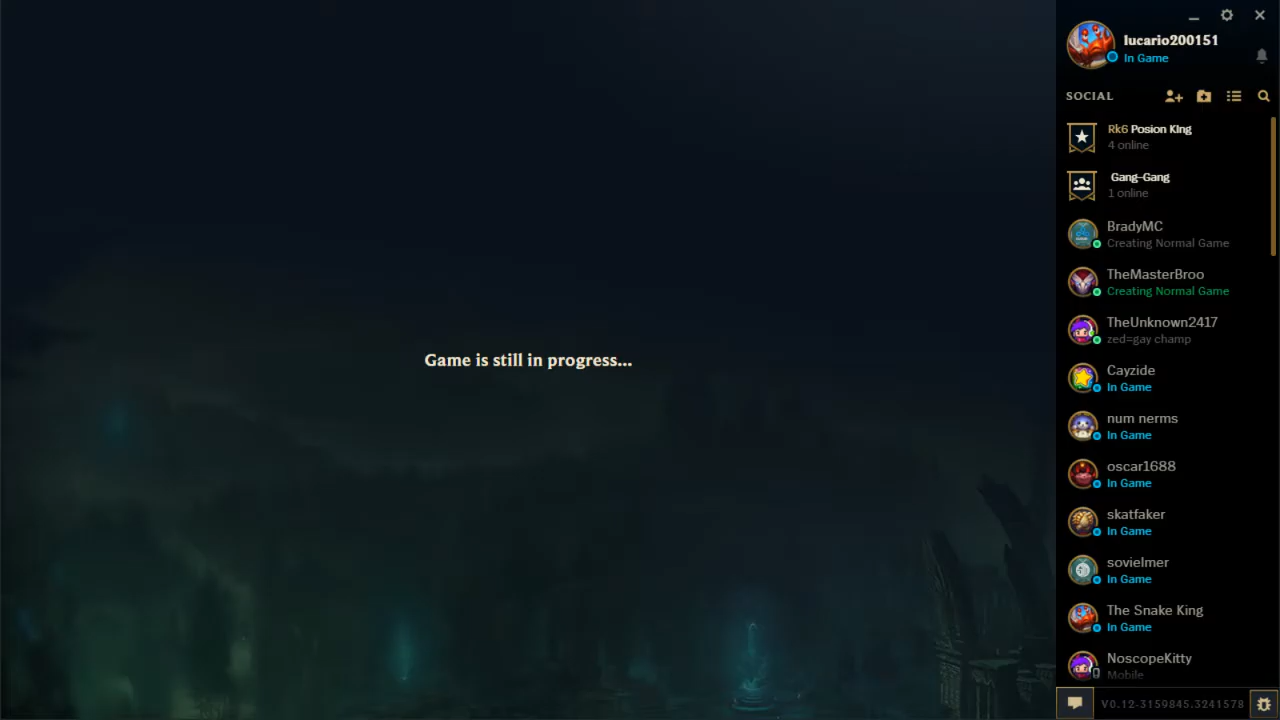 lucario200151
In Game
SOCIAL
Rk6 Posion KIng
4 online
Gang-Gang
1 online
BradyMC
Creating Normal Game
TheMasterBroo
Creating Normal Game
TheUnknown2417
zed=gay champ
Cayzide
In Game
num nerms
In Game
oscar1688
In Game
skatfaker
In Game
sovielmer
In Game
The Snake King
In Game
NoscopeKitty
Mobile
V0.12-3159845.3241578
Game is still in progress...